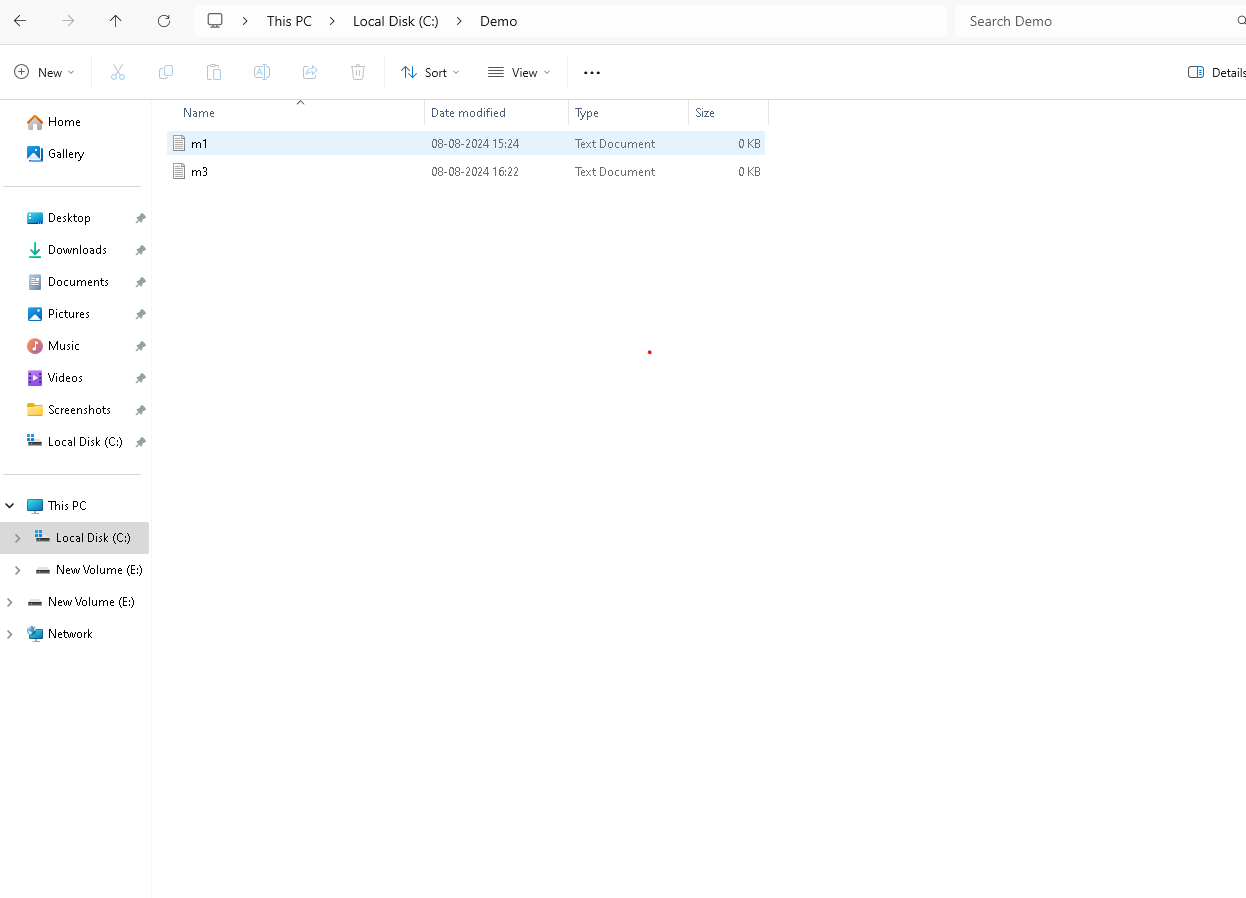 This PC Local Disk (C:) Demo Search Demo
New Sort View ••• Details
Name Date modified Type Size
m1 08-08-2024 15:24 Text Document 0 KB
m3 08-08-2024 16:22 Text Document 0 KB
Home
Gallery
Desktop
Downloads
Documents
Pictures
Music
Videos
Screenshots
Local Disk (C:)
This PC
Local Disk (C:)
New Volume (E:)
New Volume (E:)
Network